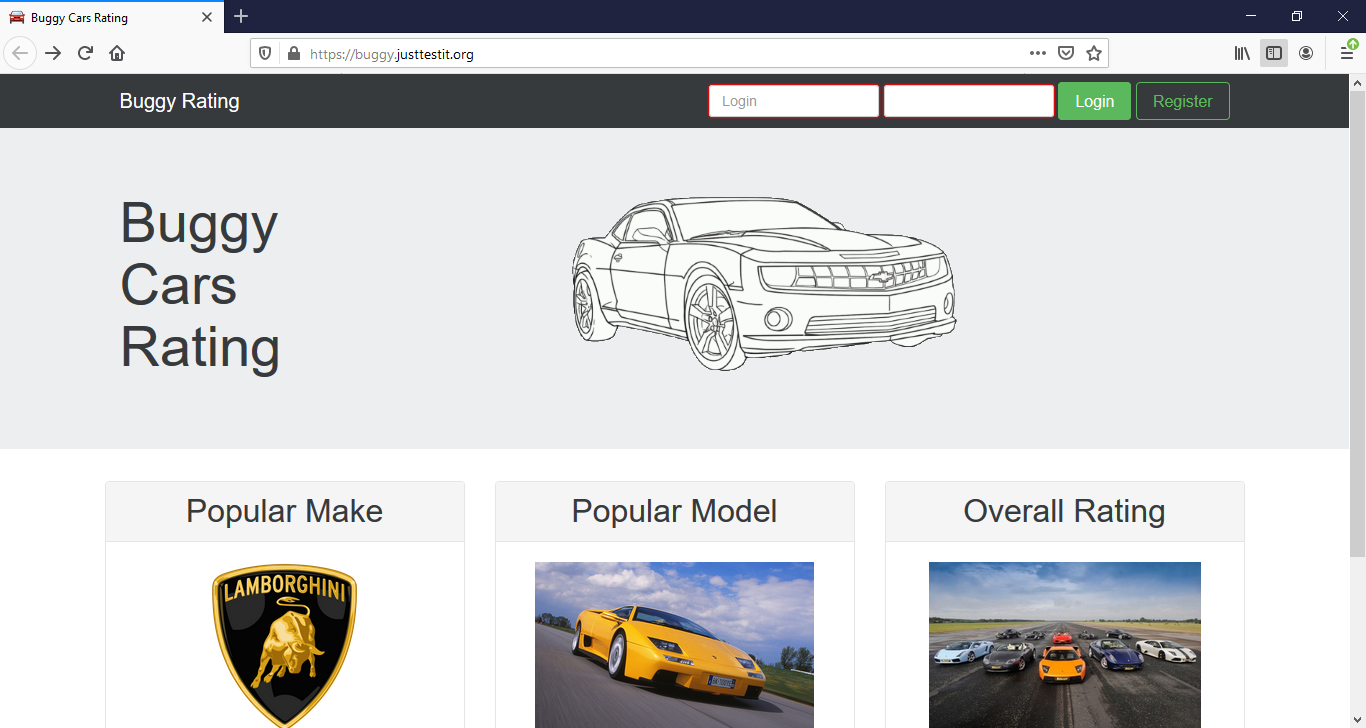 Buggy Cars Rating
https://buggy.justtestit.org
Buggy Rating
Login
Login
Register
Buggy
Cars
Rating
Popular Make
Popular Model
Overall Rating
LAMBORGHINI